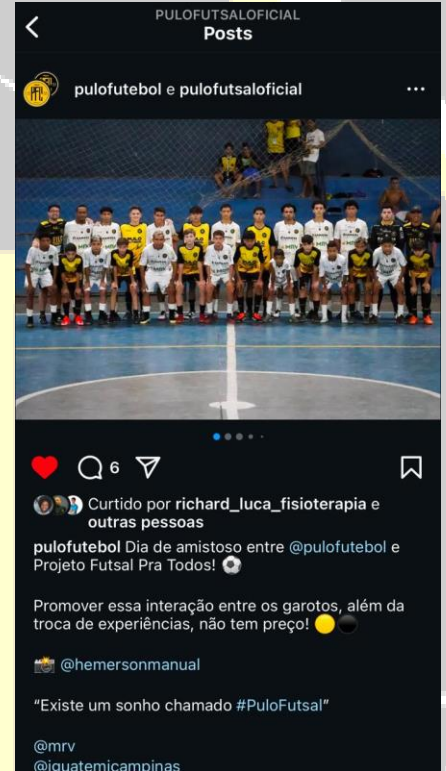 PULOFUTSALOFICIAL
Posts
pulofutebol e pulofutsaloficial
6
Curtido por richard_luca_fisioterapia e
outras pessoas
pulofutebol Dia de amistoso entre @pulofutebol e
Projeto Futsal Pra Todos! ⚽
Promover essa interação entre os garotos, além da
troca de experiências, não tem preço! 🟡⚫
📸 @hemersonmanual
“Existe um sonho chamado #PuloFutsal”
@mrv
@iguatemicampinas